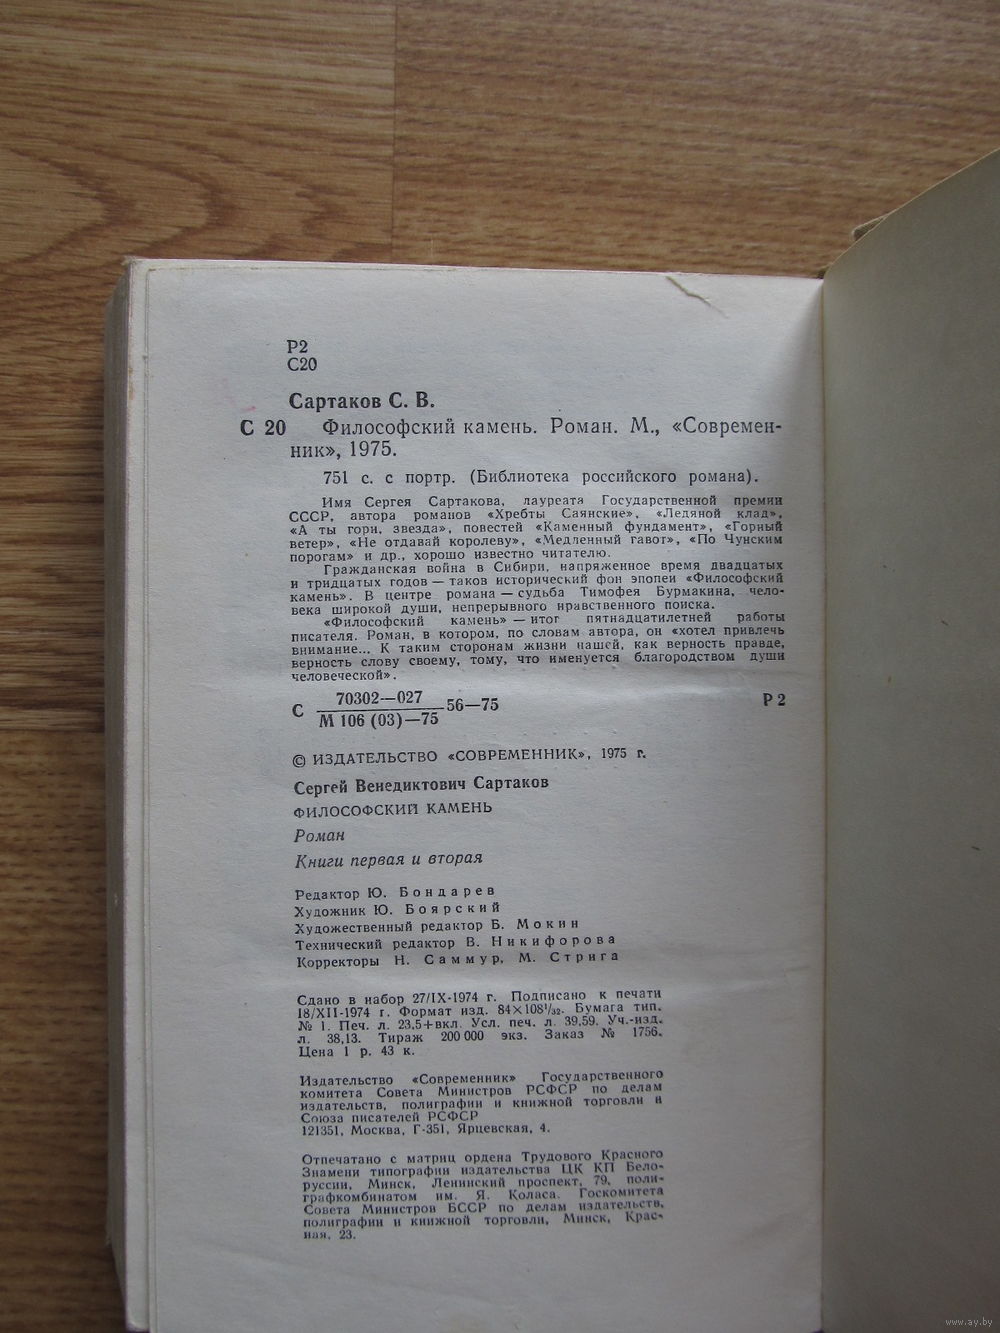 Р2
С20
Сартаков С. В.
С 20 Философский камень. Роман. М., «Современ-
ник», 1975.
751 с. с портр. (Библиотека российского романа).
Имя Сергея Сартакова, лауреата Государственной премии
СССР, автора романов «Хребты Саянские», «Ледяной клад»,
«А ты гори, звезда», повестей «Каменный фундамент», «Горный
ветер», «Не отдавай королеву», «Медленный гавот», «По Чунским
порогам» и др., хорошо известно читателю.
Гражданская война в Сибири, напряженное время двадцатых
и тридцатых годов — таков исторический фон эпопеи «Философский
камень». В центре романа — судьба Тимофея Бурмакина, чело-
века широкой души, непрерывного нравственного поиска.
«Философский камень» — итог пятнадцатилетней работы
писателя. Роман, в котором, по словам автора, он «хотел привлечь
внимание... К таким сторонам жизни нашей, как верность правде,
верность слову своему, тому, что именуется благородством души
человеческой».
С 70302—027
М 106 (03)—75 56—75 Р 2
© ИЗДАТЕЛЬСТВО «СОВРЕМЕННИК», 1975 г.
Сергей Венедиктович Сартаков
ФИЛОСОФСКИЙ КАМЕНЬ
Роман
Книги первая и вторая
Редактор Ю. Бондарев
Художник Ю. Боярский
Художественный редактор Б. Мокин
Технический редактор В. Никифорова
Корректоры Н. Саммур, М. Стрига
Сдано в набор 27/IX-1974 г. Подписано к печати
18/XII-1974 г. Формат изд. 84×108 1/32. Бумага тип.
№ 1. Печ. л. 23,5+вкл. Усл. печ. л. 39,59. Уч.-изд.
л. 38,13. Тираж 200 000 экз. Заказ № 1756.
Цена 1 р. 43 к.
Издательство «Современник» Государственного
комитета Совета Министров РСФСР по делам
издательств, полиграфии и книжной торговли и
Союза писателей РСФСР
121351, Москва, Г-351, Ярцевская, 4.
Отпечатано с матриц ордена Трудового Красного
Знамени типографии издательства ЦК КП Бело-
руссии, Минск, Ленинский проспект, 79, поли-
графкомбинатом им. Я. Коласа. Госкомитета
Совета Министров БССР по делам издательств,
полиграфии и книжной торговли, Минск, Крас-
ная, 23.
www.ay.by